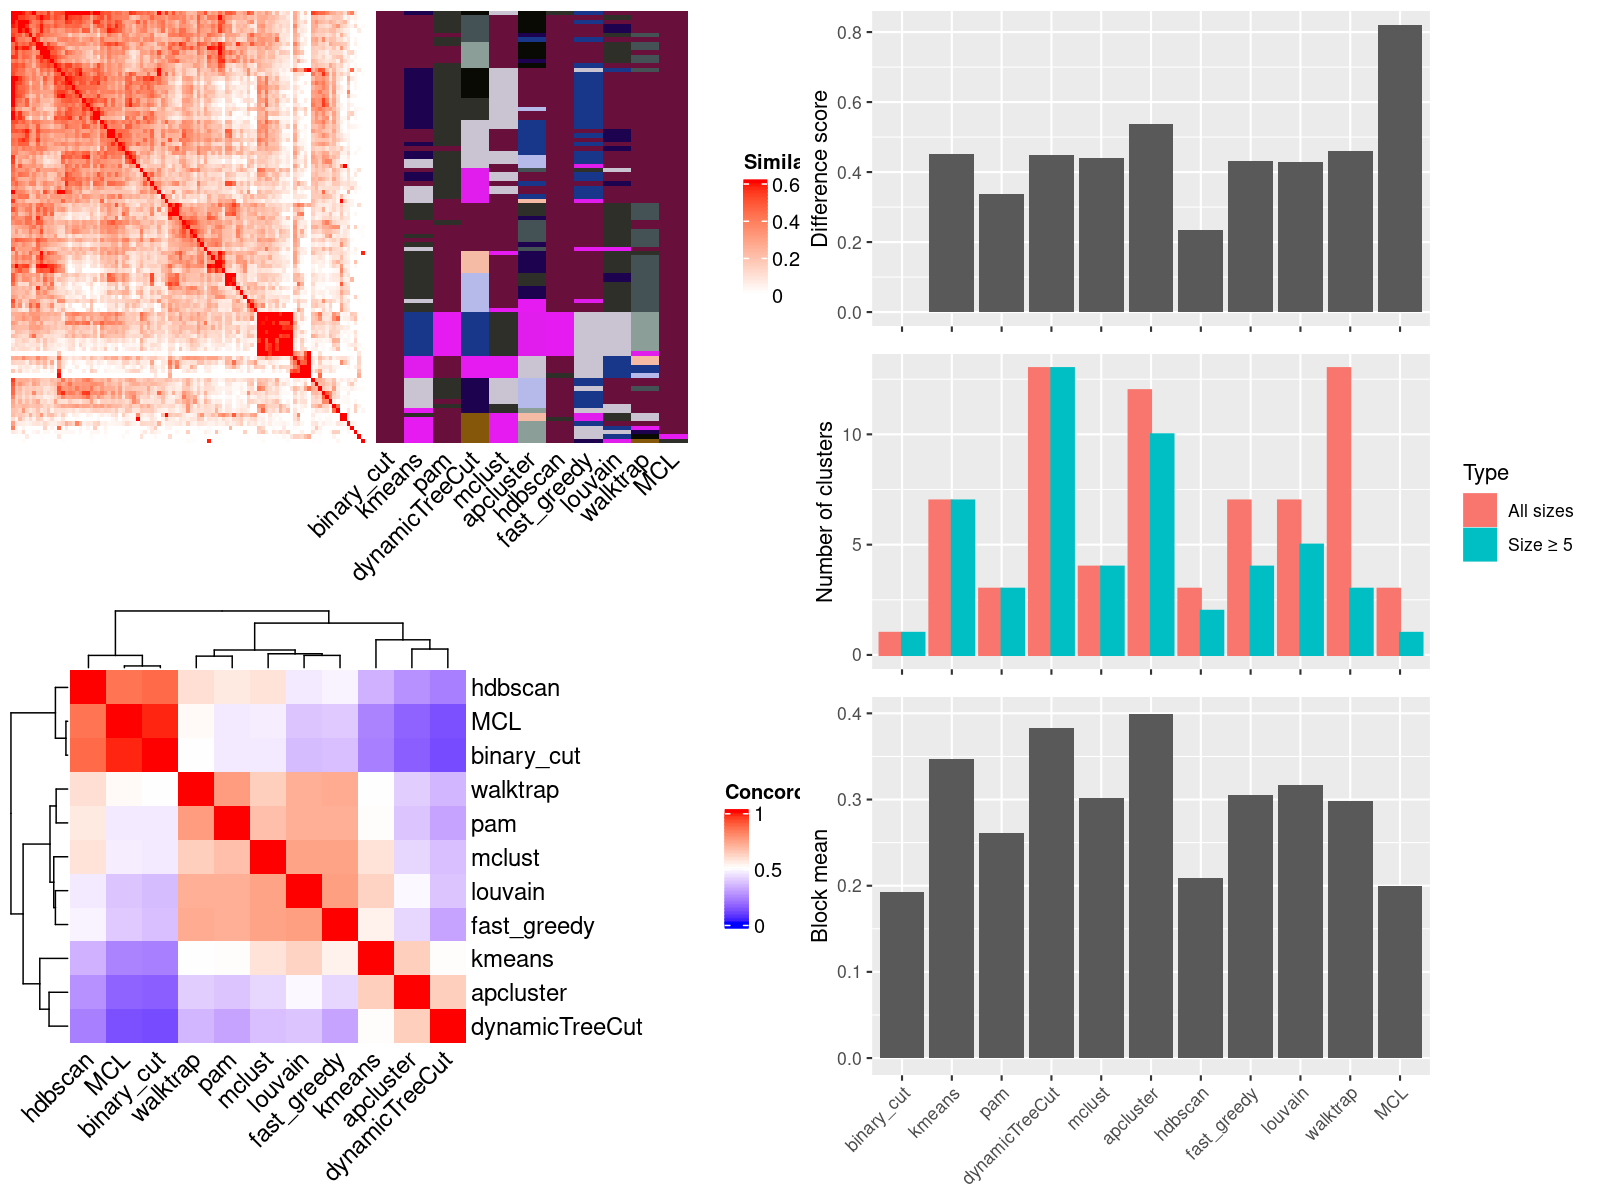 Simila
0.6
0.4
0.2
0
binary_cut
kmeans
pam
dynamicTreeCut
mclust
apcluster
hdbscan
fast_greedy
louvain
walktrap
MCL
hdbscan
MCL
binary_cut
walktrap
pam
mclust
louvain
fast_greedy
kmeans
apcluster
dynamicTreeCut
hdbscan
MCL
binary_cut
walktrap
pam
mclust
louvain
fast_greedy
kmeans
apcluster
dynamicTreeCut
Concord
1
0.5
0
Difference score
0.8
0.6
0.4
0.2
0.0
Number of clusters
10
5
0
Type
All sizes
Size ≥ 5
Block mean
0.4
0.3
0.2
0.1
0.0
binary_cut
kmeans
pam
dynamicTreeCut
mclust
apcluster
hdbscan
fast_greedy
louvain
walktrap
MCL